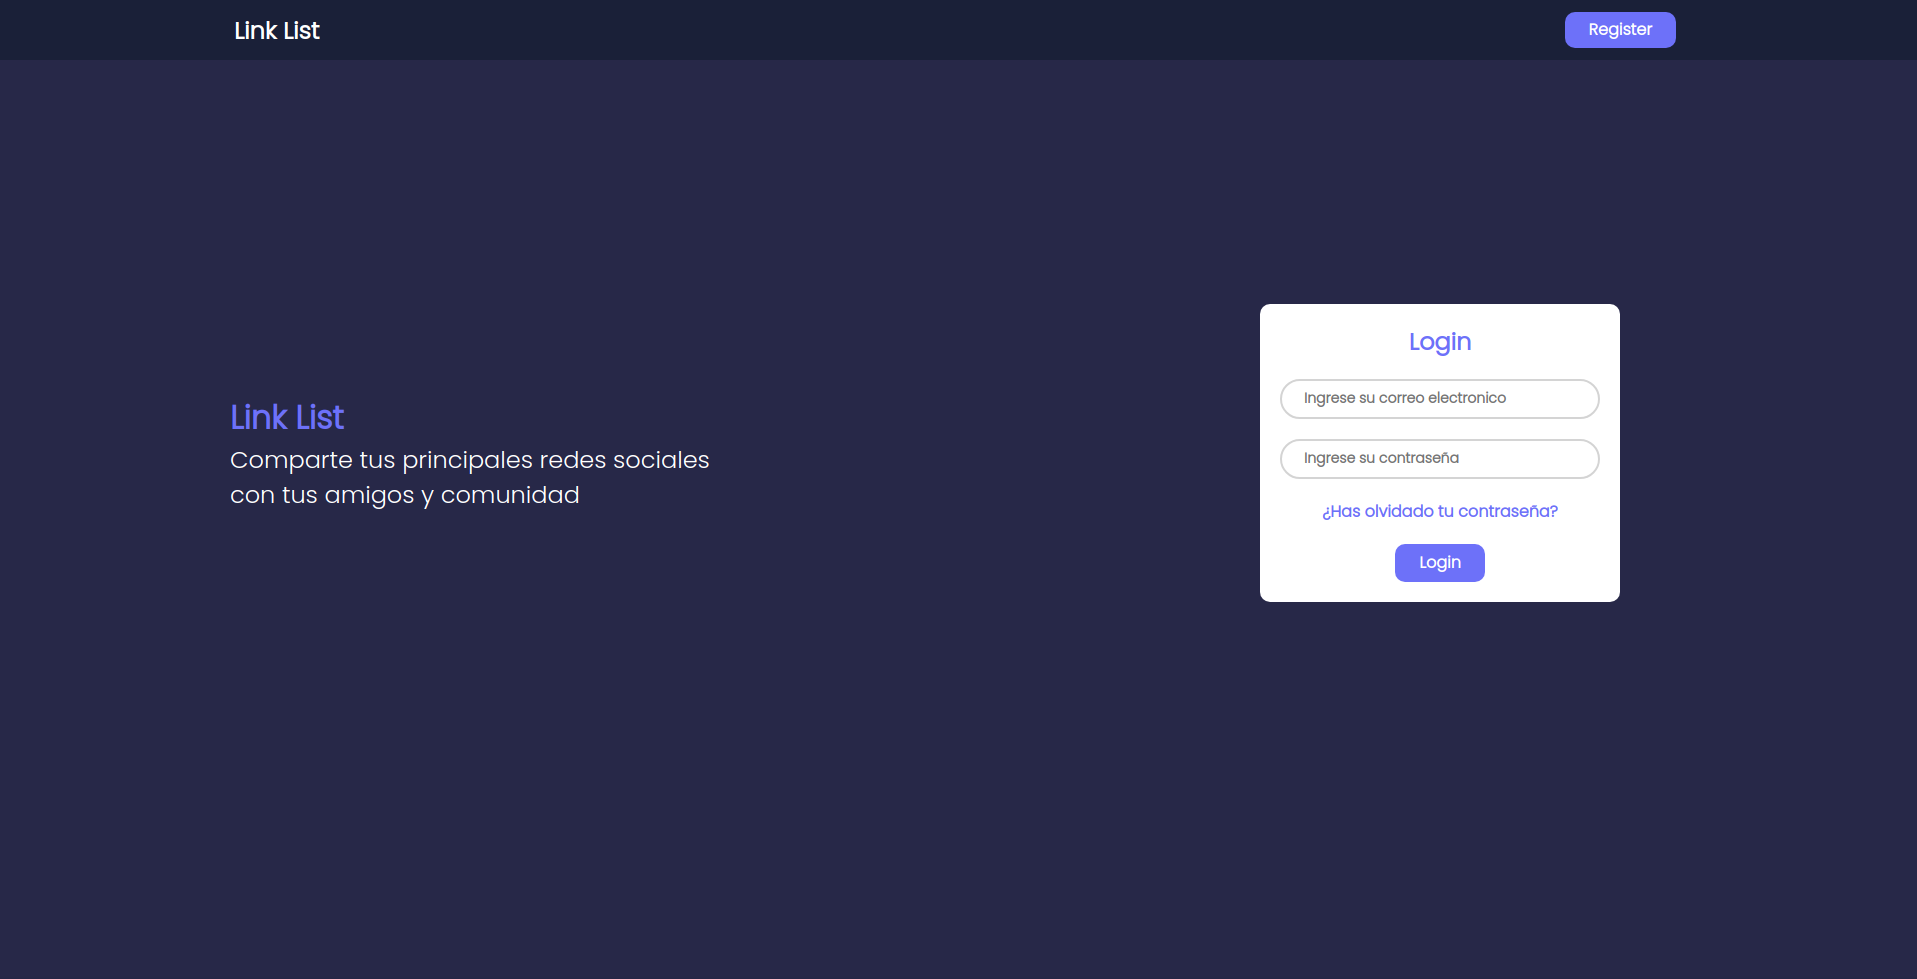 Link List
Register
Link List
Comparte tus principales redes sociales
con tus amigos y comunidad
Login
Ingrese su correo electronico
Ingrese su contraseña
¿Has olvidado tu contraseña?
Login